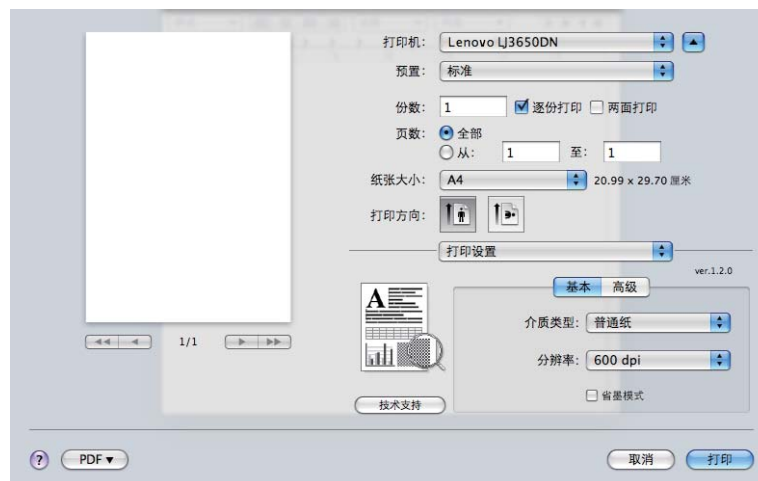 打印机: Lenovo LJ3650DN
预置: 标准
份数: 1 逐份打印 两面打印
页数: 全部
从: 1 至: 1
纸张大小: A4 20.99 x 29.70 厘米
打印方向:
打印设置
ver.1.2.0
基本 高级
A
介质类型: 普通纸
分辨率: 600 dpi
省墨模式
技术支持
1/1
? PDF▼ 取消 打印